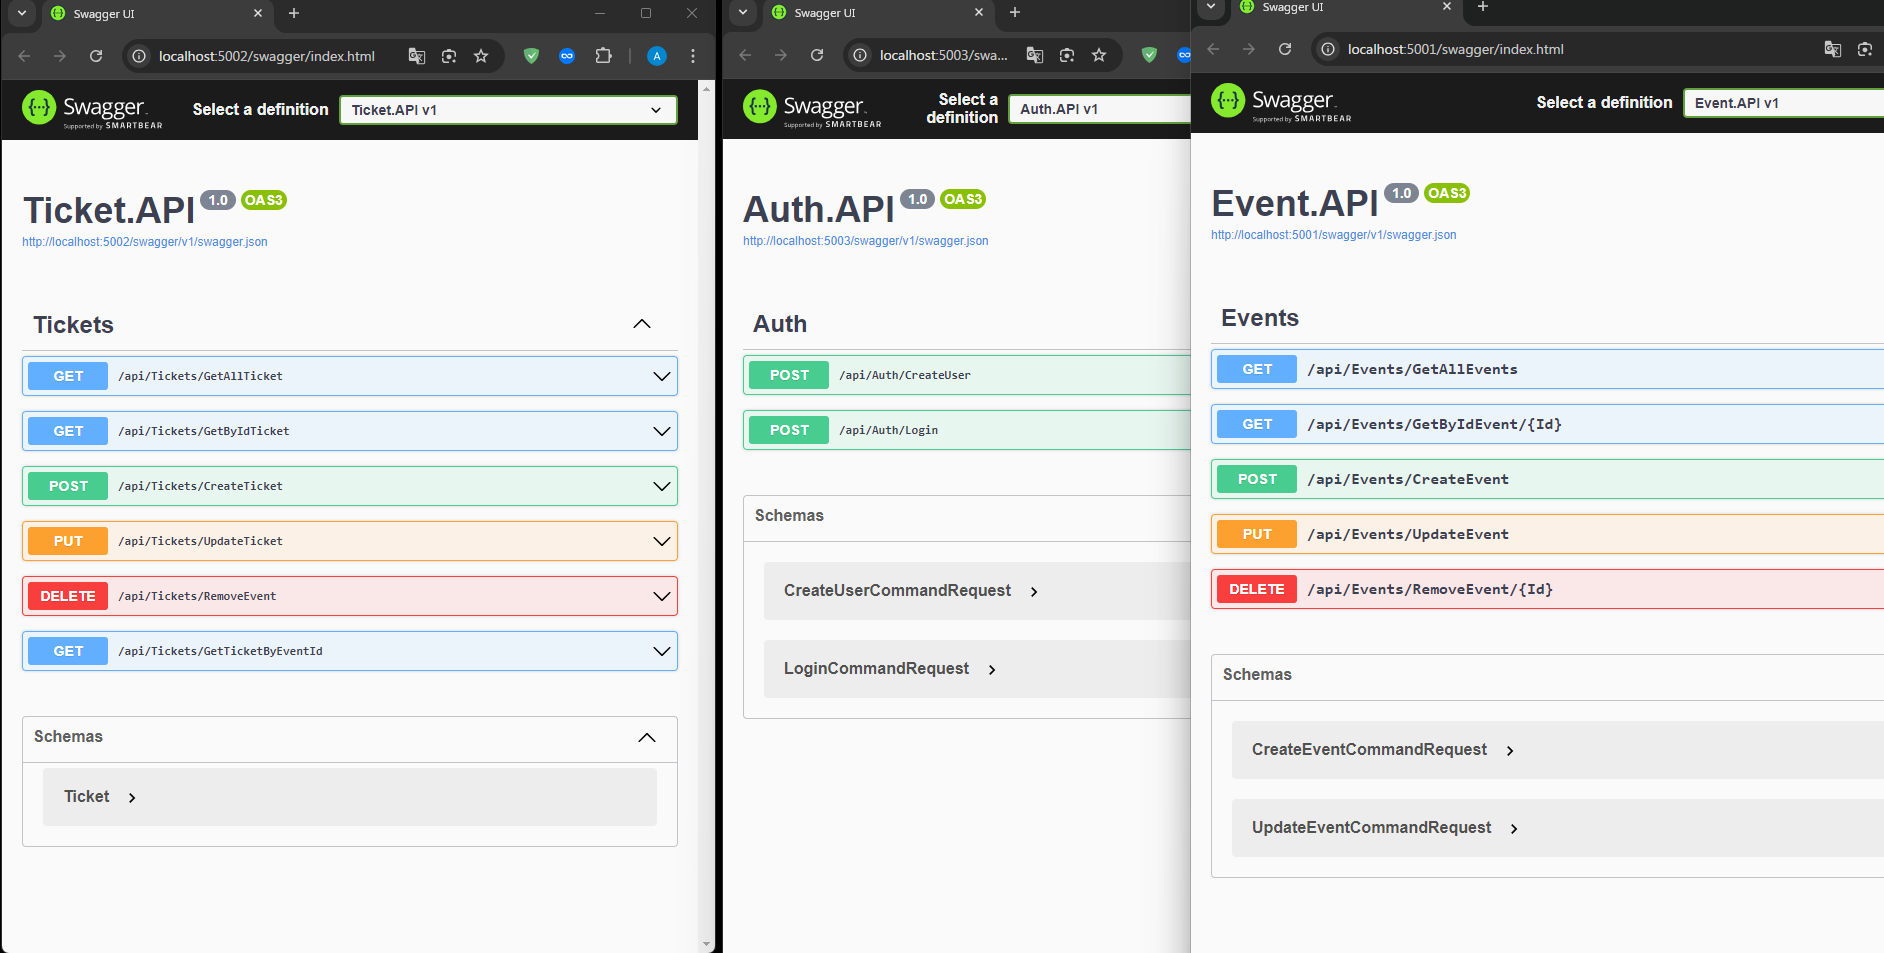 Swagger UI
localhost:5002/swagger/index.html
A
Swagger
Supported by SMARTBEAR
Select a definition
Ticket.API v1
Ticket.API 1.0 OAS3
http://localhost:5002/swagger/v1/swagger.json
Tickets
GET /api/Tickets/GetAllTicket
GET /api/Tickets/GetByIdTicket
POST /api/Tickets/CreateTicket
PUT /api/Tickets/UpdateTicket
DELETE /api/Tickets/RemoveEvent
GET /api/Tickets/GetTicketByEventId
Schemas
Ticket
Swagger UI
localhost:5003/swa...
Swagger
Supported by SMARTBEAR
Select a
definition
Auth.API v1
Auth.API 1.0 OAS3
http://localhost:5003/swagger/v1/swagger.json
Auth
POST /api/Auth/CreateUser
POST /api/Auth/Login
Schemas
CreateUserCommandRequest
LoginCommandRequest
Swagger UI
localhost:5001/swagger/index.html
Swagger
Supported by SMARTBEAR
Select a definition
Event.API v1
Event.API 1.0 OAS3
http://localhost:5001/swagger/v1/swagger.json
Events
GET /api/Events/GetAllEvents
GET /api/Events/GetByIdEvent/{Id}
POST /api/Events/CreateEvent
PUT /api/Events/UpdateEvent
DELETE /api/Events/RemoveEvent/{Id}
Schemas
CreateEventCommandRequest
UpdateEventCommandRequest